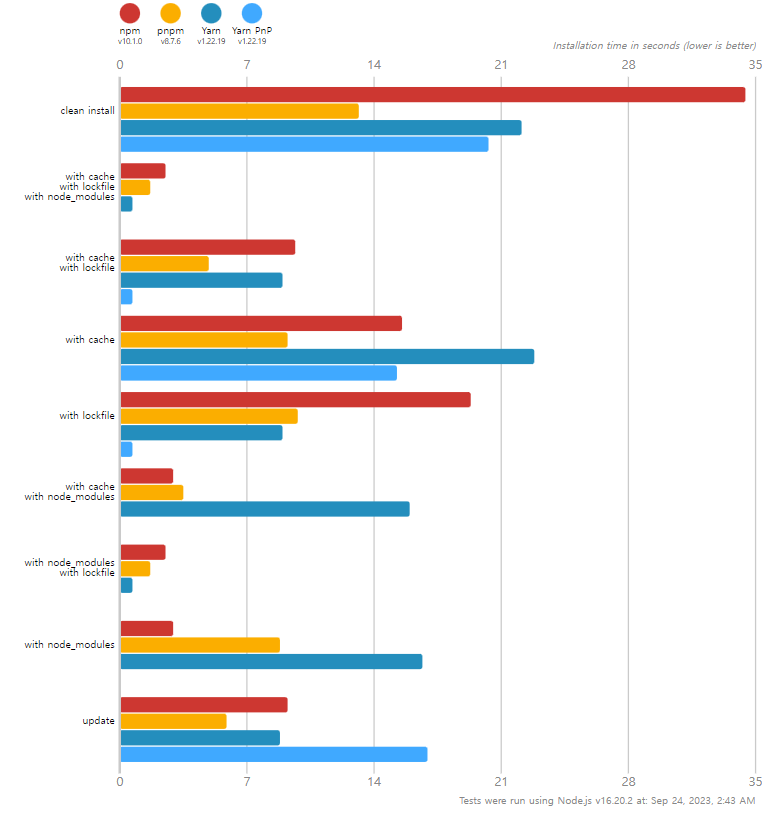 npm pnpm Yarn Yarn PnP
v10.1.0 v8.7.6 v1.22.19 v1.22.19
Installation time in seconds (lower is better)
0 7 14 21 28 35
clean install
with cache
with lockfile
with node_modules
with cache
with lockfile
with cache
with lockfile
with cache
with node_modules
with node_modules
with lockfile
with node_modules
update
0 7 14 21 28 35
Tests were run using Node.js v16.20.2 at: Sep 24, 2023, 2:43 AM